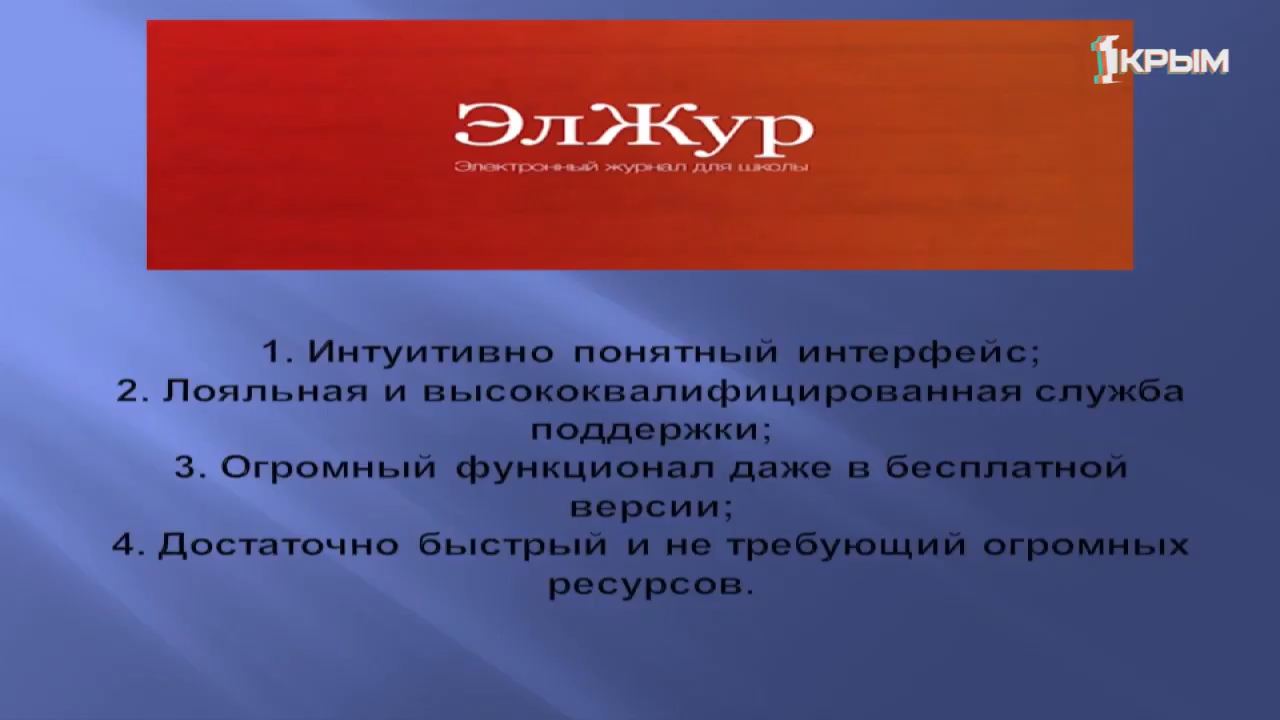 1КРЫМ
ЭлЖур
Электронный журнал для школы
1. Интуитивно понятный интерфейс;
2. Лояльная и высококвалифицированная служба
поддержки;
3. Огромный функционал даже в бесплатной
версии;
4. Достаточно быстрый и не требующий огромных
ресурсов.